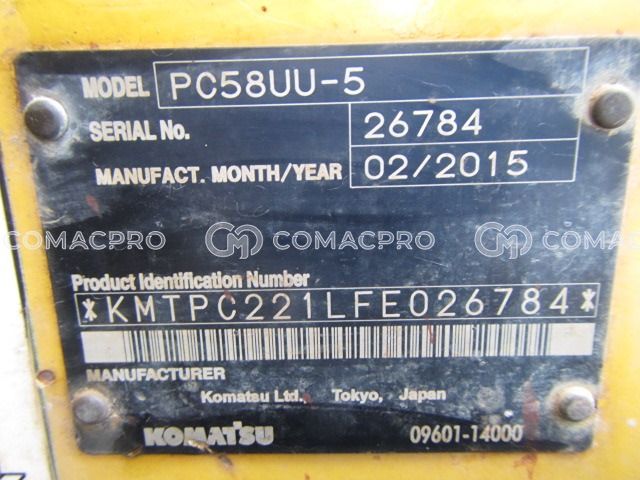 MODEL PC58UU-5
SERIAL No. 26784
MANUFACT. MONTH/YEAR 02/2015
COMACPRO COMACPRO COMACPRO
Product Identification Number
*KMTPC221LFE026784*
MANUFACTURER
Komatsu Ltd. Tokyo, Japan
KOMATSU 09601-14000